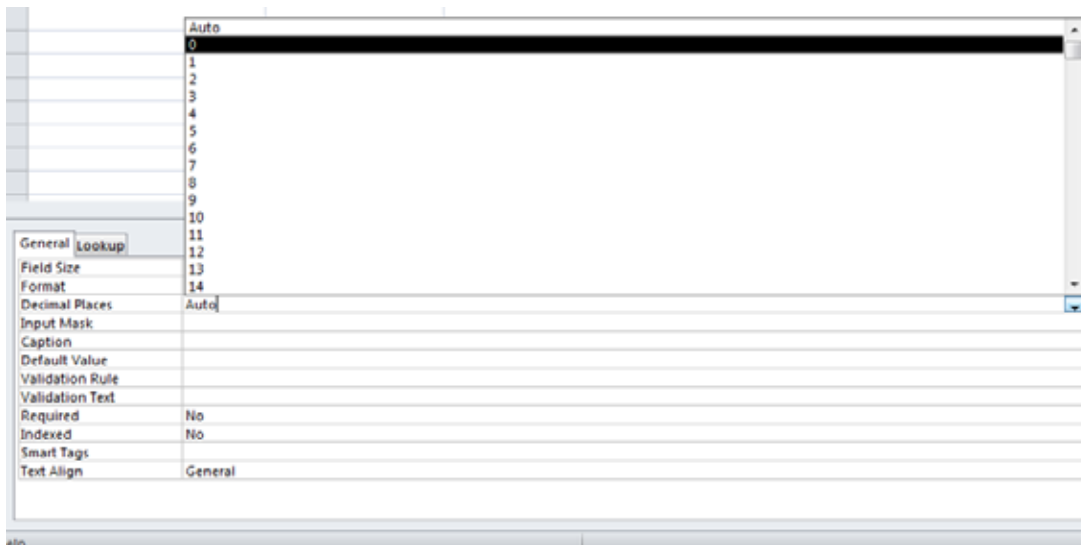 Auto
0
1
2
3
4
5
6
7
8
9
10
11
12
13
14
General Lookup
Field Size
Format
Decimal Places Auto
Input Mask
Caption
Default Value
Validation Rule
Validation Text
Required No
Indexed No
Smart Tags
Text Align General